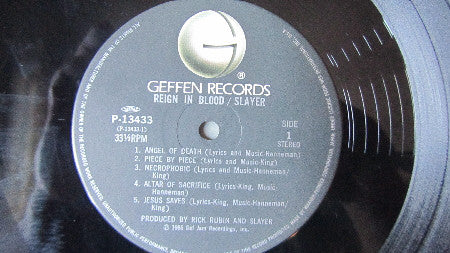 GEFFEN RECORDS®
REIGN IN BLOOD / SLAYER
P-13433
(P-13433-1)
33⅓RPM
SIDE
1
STEREO
1. ANGEL OF DEATH (Lyrics and Music-Hanneman)
2. PIECE BY PIECE (Lyrics and Music-King)
3. NECROPHOBIC (Lyrics and Music-Hanneman/
King)
4. ALTAR OF SACRIFICE (Lyrics-King, Music-
Hanneman)
5. JESUS SAVES (Lyrics-King, Music-Hanneman/
King)
PRODUCED BY RICK RUBIN AND SLAYER
℗ 1986 Def Jam Recordings, Inc.